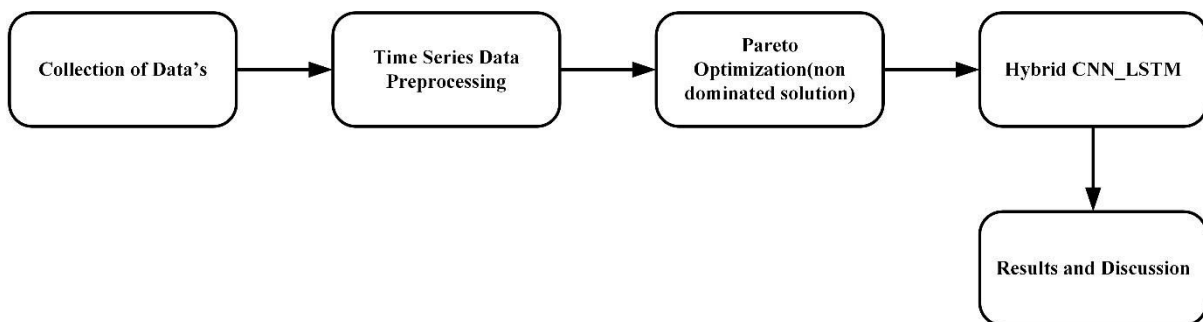 Collection of Data's
Time Series Data
Preprocessing
Pareto
Optimization(non
dominated solution)
Hybrid CNN_LSTM
Results and Discussion